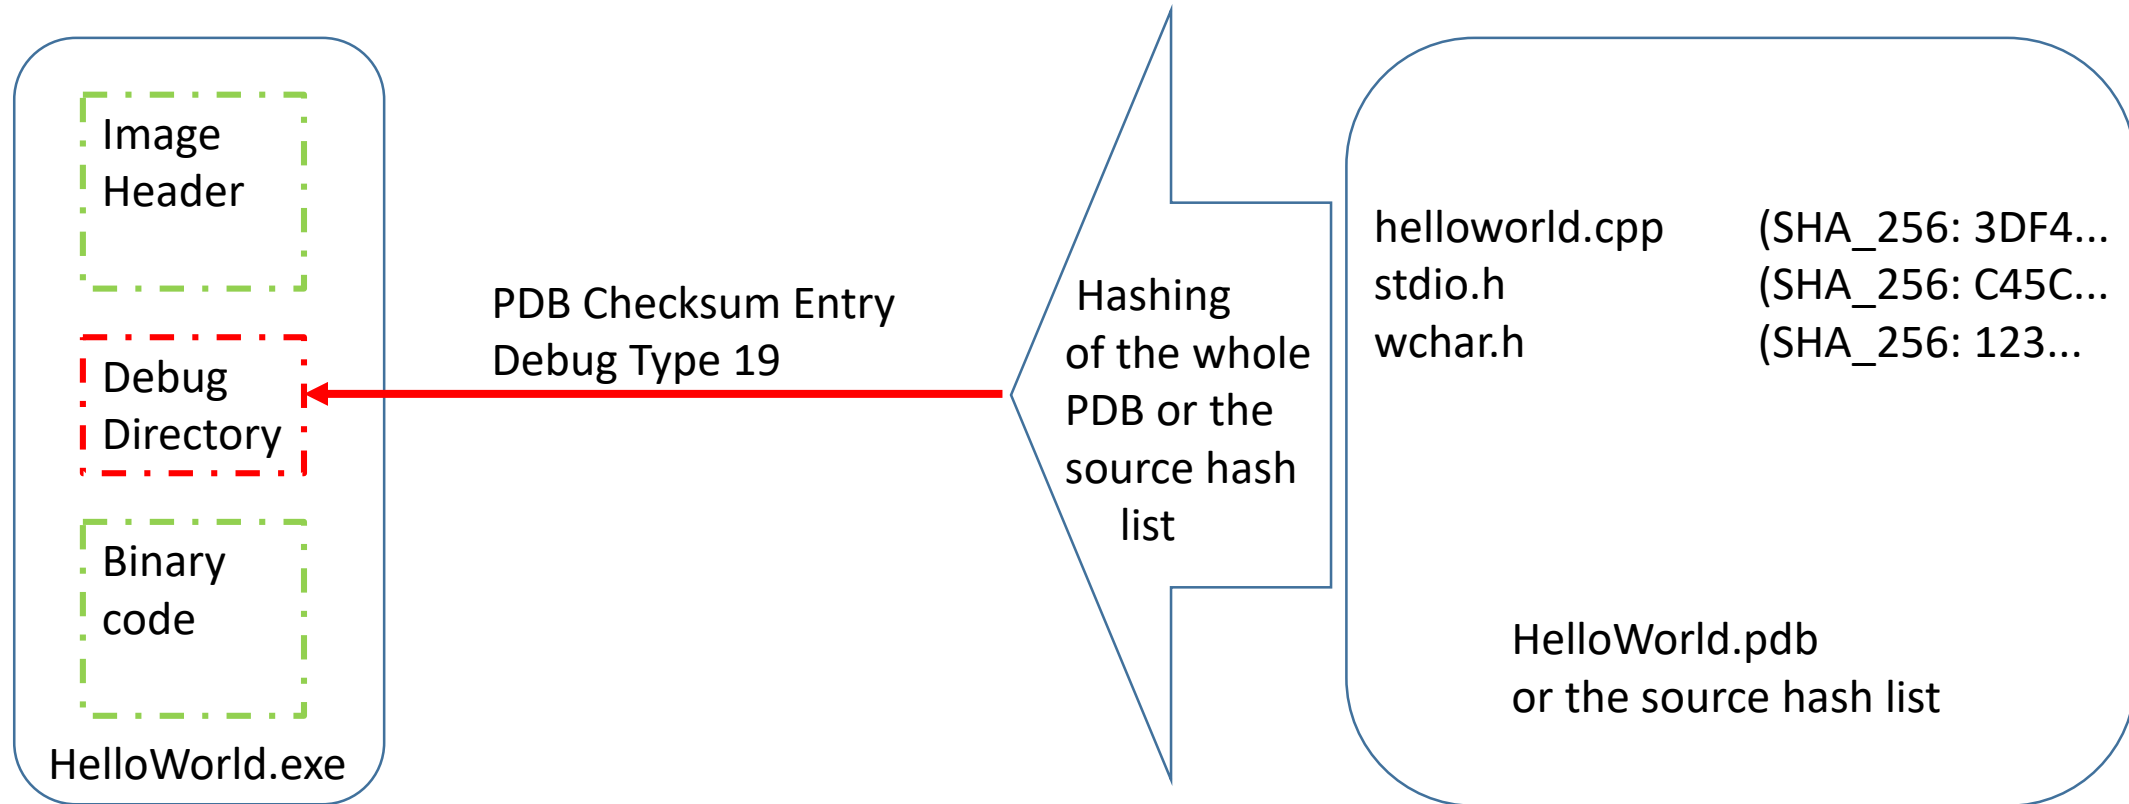 Image
Header
Debug
Directory
Binary
code
HelloWorld.exe
PDB Checksum Entry
Debug Type 19
Hashing
of the whole
PDB or the
source hash
list
helloworld.cpp (SHA_256: 3DF4...
stdio.h (SHA_256: C45C...
wchar.h (SHA_256: 123...
HelloWorld.pdb
or the source hash list